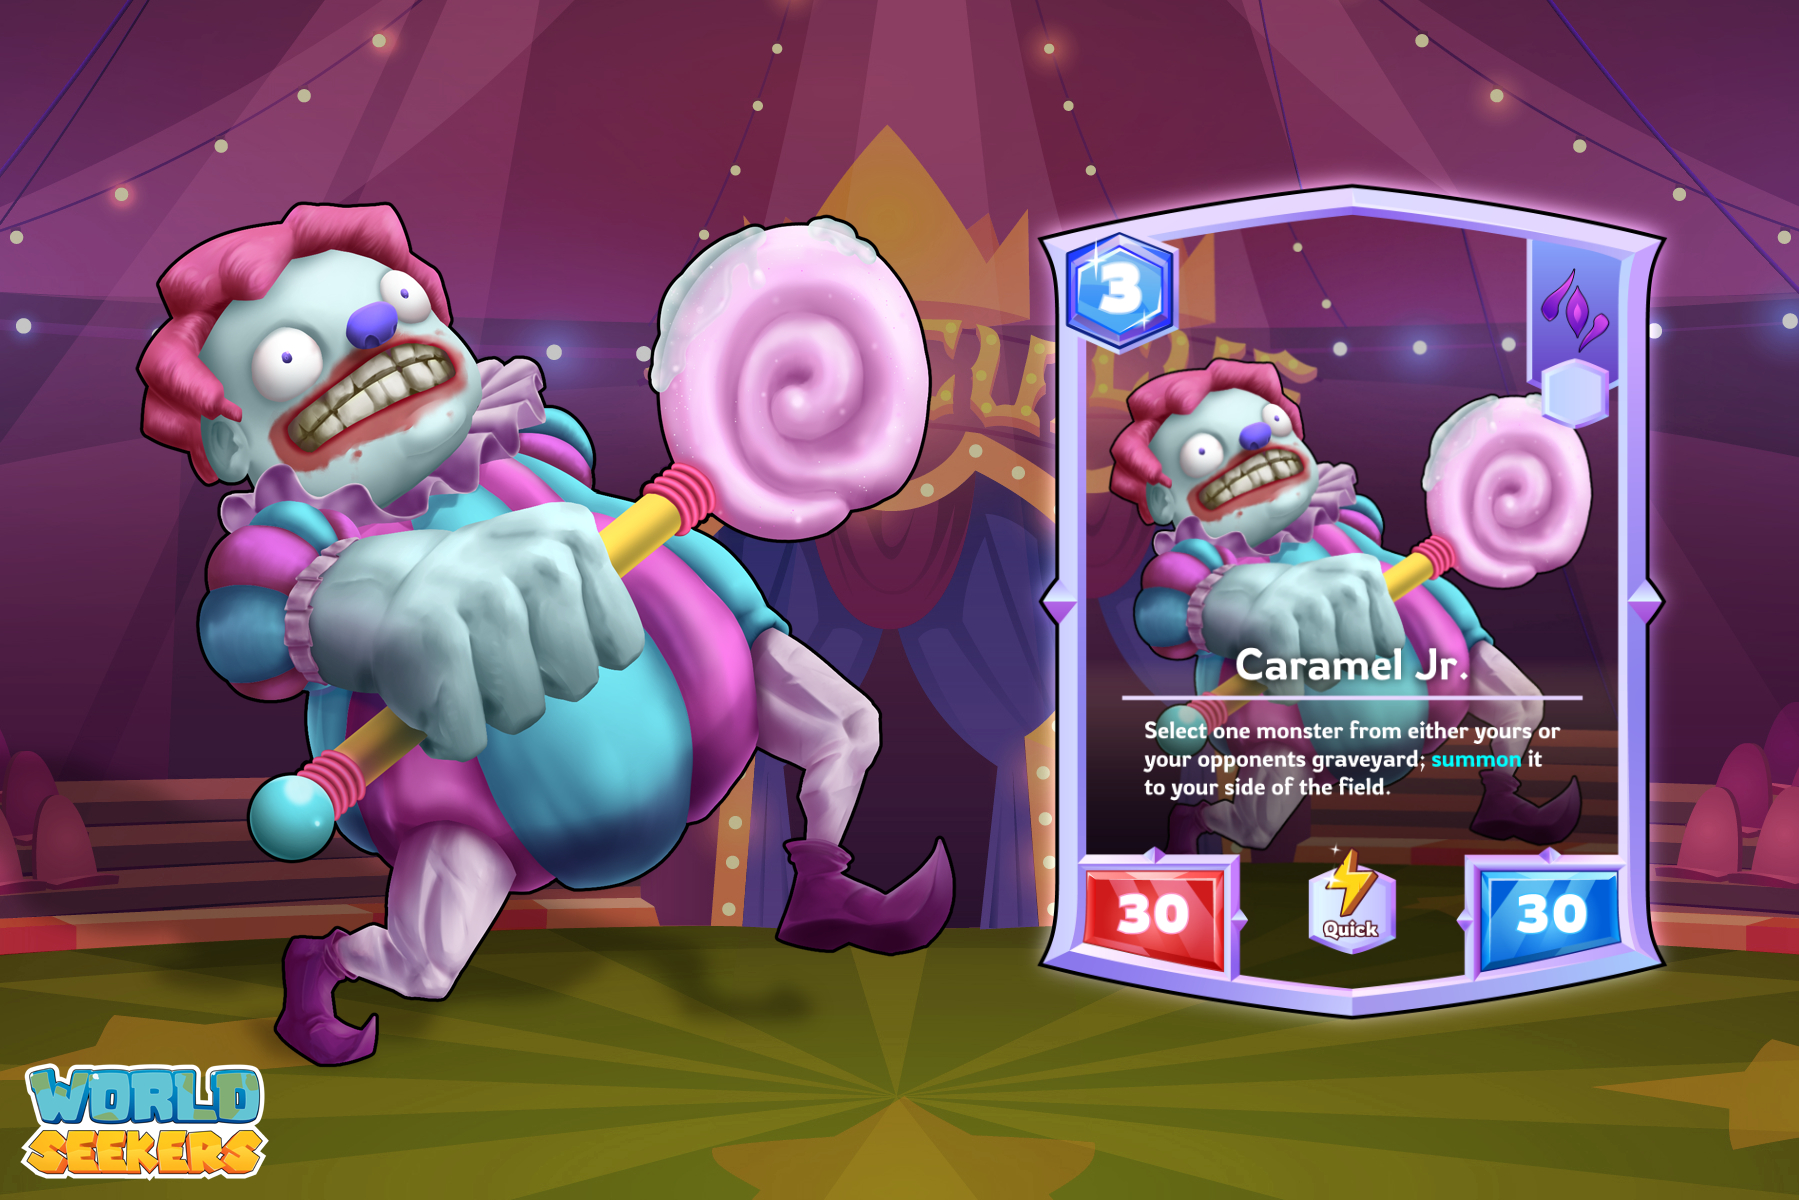 3
Caramel Jr.
Select one monster from either yours or
your opponents graveyard; summon it
to your side of the field.
30
Quick
30
WORLD
SEEKERS